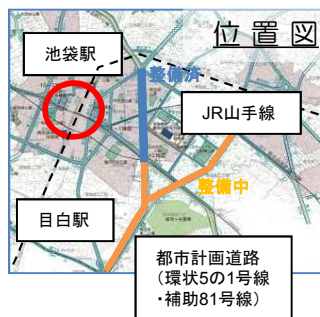 位置図
池袋駅
整備済
JR山手線
整備中
目白駅
都市計画道路
（環状5の1号線
・補助81号線）